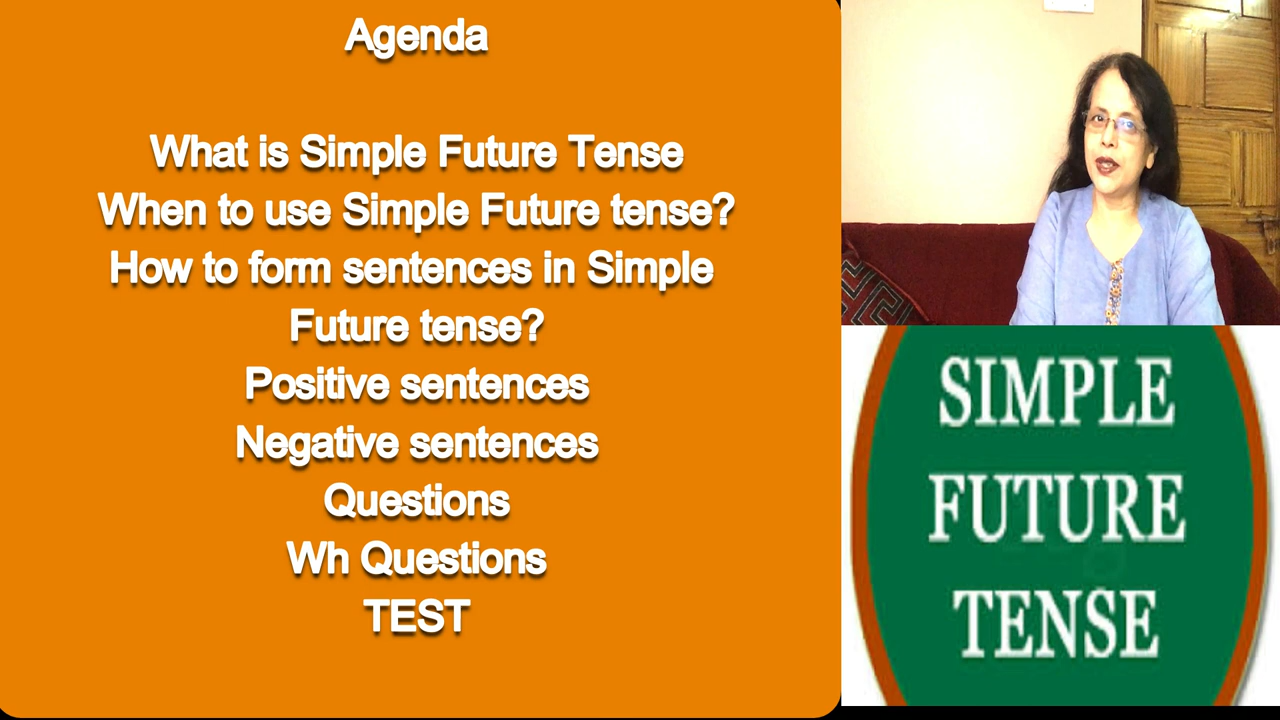 Agenda
What is Simple Future Tense
When to use Simple Future tense?
How to form sentences in Simple
Future tense?
Positive sentences
Negative sentences
Questions
Wh Questions
TEST
SIMPLE
FUTURE
TENSE